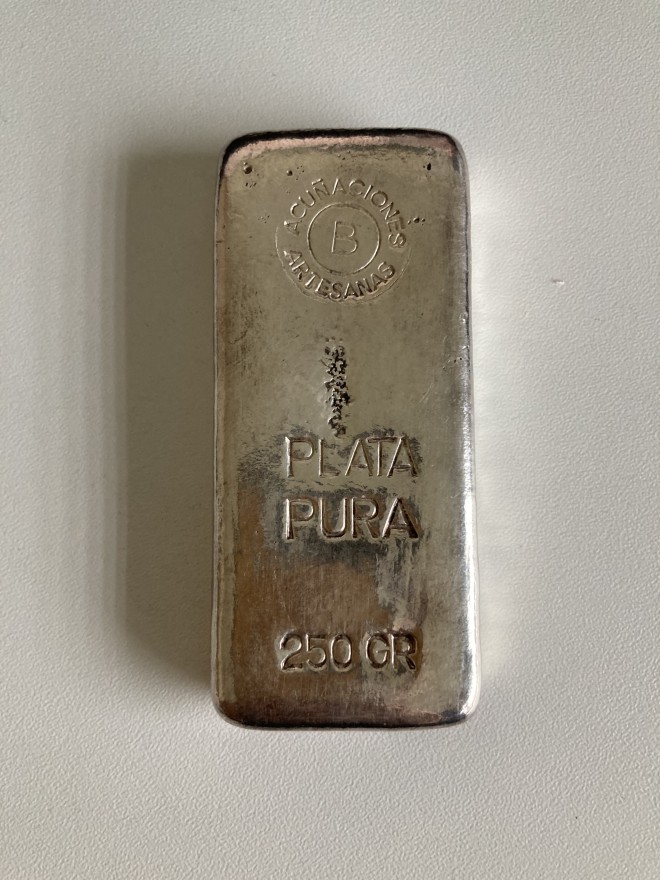 ACUÑACIONES
B
ARTESANAS
PLATA
PURA
250 GR